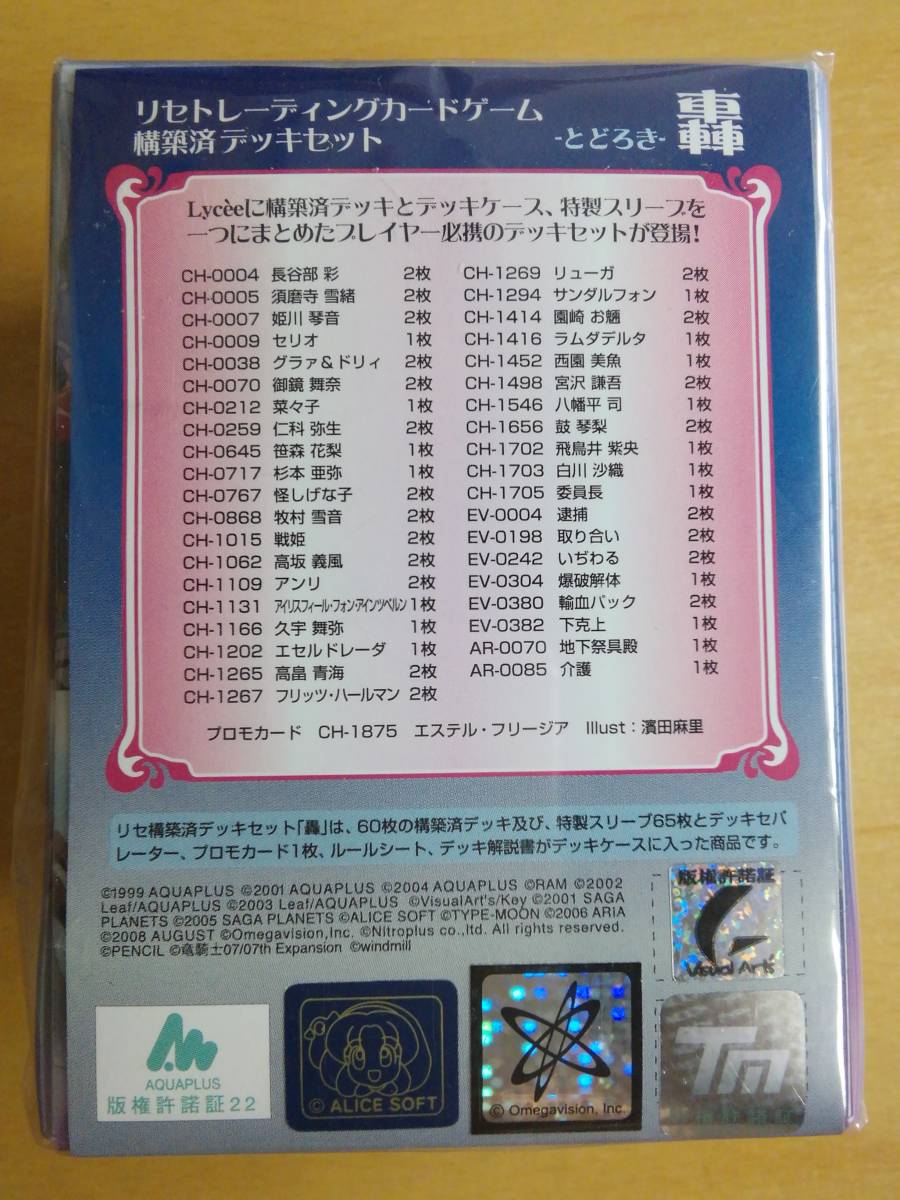 リセトレーディングカードゲーム
構築済デッキセット
-とどろき-
轟
Lycèeに構築済デッキとデッキケース、特製スリーブを
一つにまとめたプレイヤー必携のデッキセットが登場!
CH-0004 長谷部 彩 2枚
CH-0005 須磨寺 雪緒 2枚
CH-0007 姫川 琴音 2枚
CH-0009 セリオ 1枚
CH-0038 グラァ&ドリィ 2枚
CH-0070 御鏡 舞奈 2枚
CH-0212 菜々子 1枚
CH-0259 仁科 弥生 2枚
CH-0645 笹森 花梨 1枚
CH-0717 杉本 亜弥 1枚
CH-0767 怪しげな子 2枚
CH-0868 牧村 雪音 2枚
CH-1015 戦姫 2枚
CH-1062 高坂 義風 2枚
CH-1109 アンリ 2枚
CH-1131 アイリスフィール・フォン・アインツベルン 1枚
CH-1166 久宇 舞弥 1枚
CH-1202 エセルドレーダ 1枚
CH-1265 高畠 青海 2枚
CH-1267 フリッツ・ハールマン 2枚
CH-1269 リューガ 2枚
CH-1294 サンダルフォン 1枚
CH-1414 園崎 お魎 2枚
CH-1416 ラムダデルタ 1枚
CH-1452 西園 美魚 1枚
CH-1498 宮沢 謙吾 2枚
CH-1546 八幡平 司 1枚
CH-1656 鼓 琴梨 2枚
CH-1702 飛鳥井 紫央 1枚
CH-1703 白川 沙織 1枚
CH-1705 委員長 1枚
EV-0004 逮捕 2枚
EV-0198 取り合い 2枚
EV-0242 いぢわる 2枚
EV-0304 爆破解体 1枚
EV-0380 輸血パック 2枚
EV-0382 下克上 1枚
AR-0070 地下祭具殿 1枚
AR-0085 介護 1枚
プロモカード CH-1875 エステル・フリージア Illust:濱田麻里
リセ構築済デッキセット「轟」は、60枚の構築済デッキ及び、特製スリーブ65枚とデッキセパ
レーター、プロモカード1枚、ルールシート、デッキ解説書がデッキケースに入った商品です。
©1999 AQUAPLUS ©2001 AQUAPLUS ©2004 AQUAPLUS ©RAM ©2002
Leaf/AQUAPLUS ©2003 Leaf/AQUAPLUS ©VisualArt's/Key ©2001 SAGA
PLANETS ©2005 SAGA PLANETS ©ALICE SOFT ©TYPE-MOON ©2006 ARIA
©2008 AUGUST ©Omegavision,Inc. ©Nitroplus co.,ltd. All rights reserved.
©PENCIL ©竜騎士07/07th Expansion ©windmill
版権許諾証
Visual Art's
AQUAPLUS
版権許諾証22
© ALICE SOFT
© Omegavision, Inc.
TM
版権許諾証